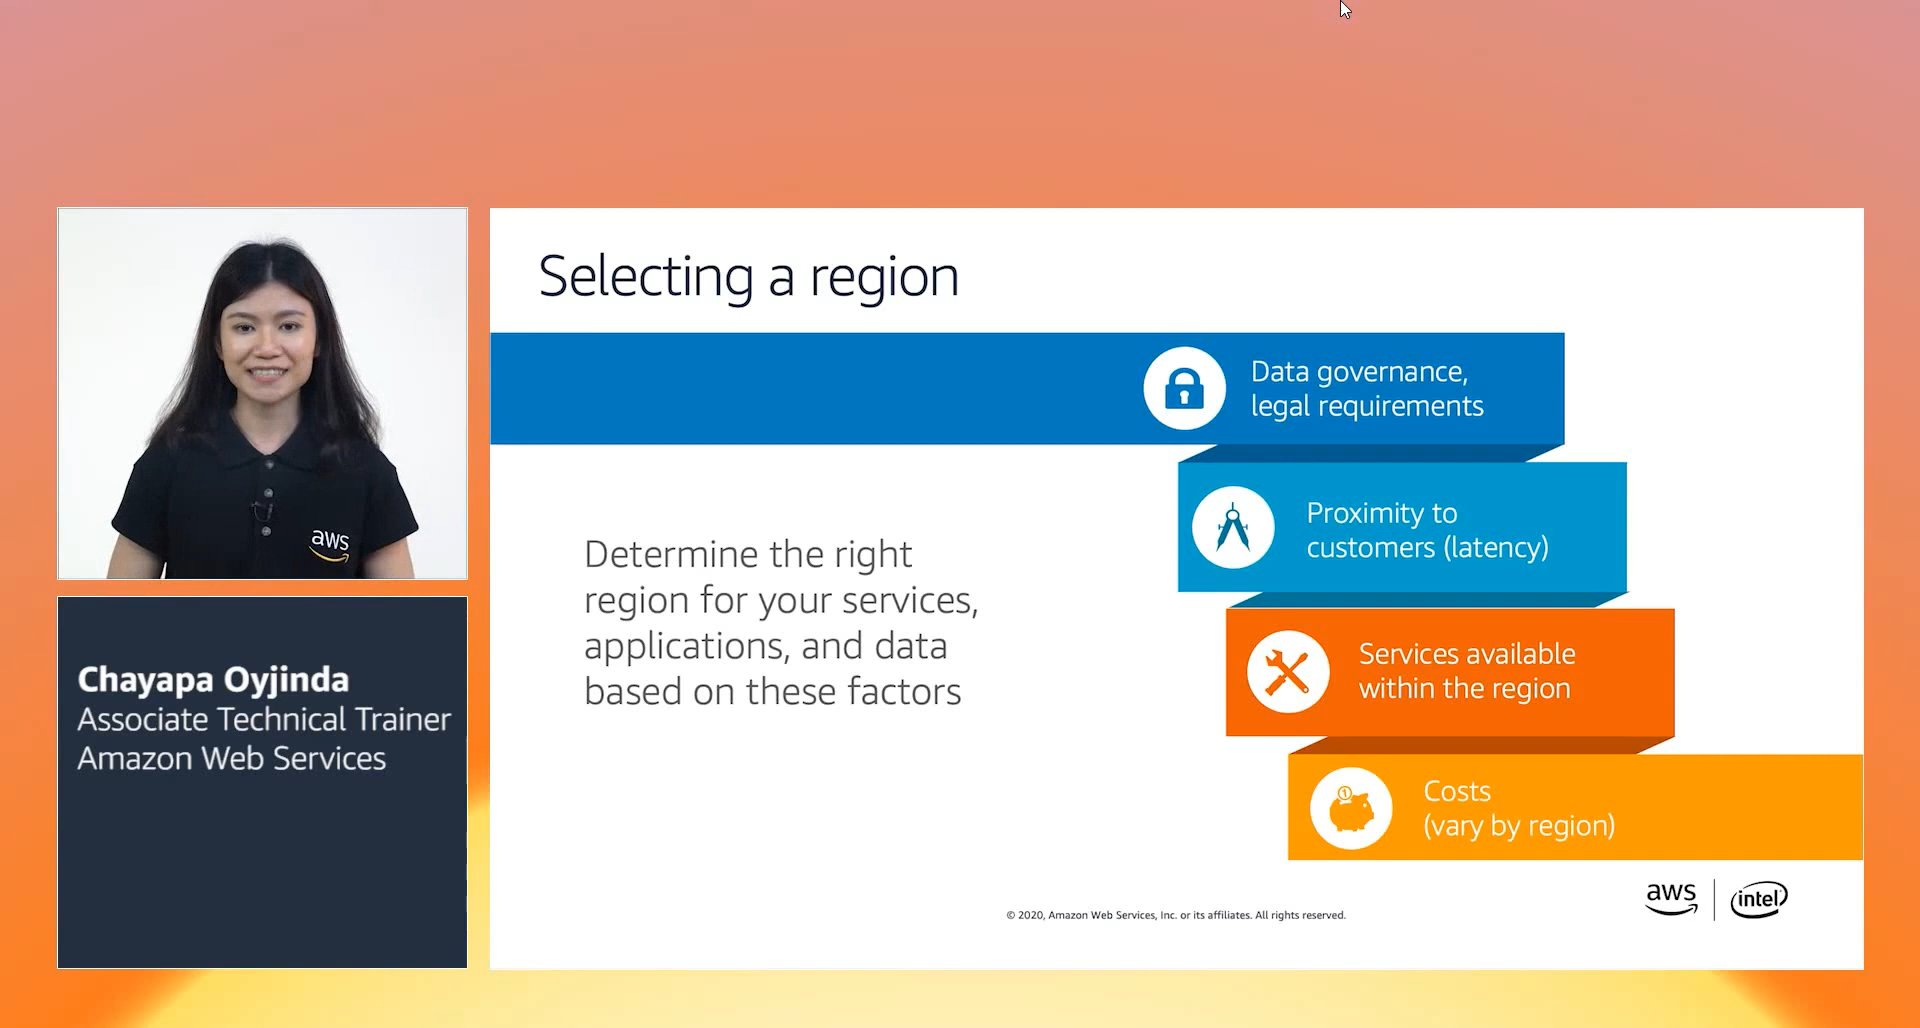 Selecting a region
Data governance,
legal requirements
Proximity to
customers (latency)
Services available
within the region
1
Costs
(vary by region)
Determine the right
region for your services,
applications, and data
based on these factors
aws
Chayapa Oyjinda
Associate Technical Trainer
Amazon Web Services
© 2020, Amazon Web Services, Inc. or its affiliates. All rights reserved.
aws
intel